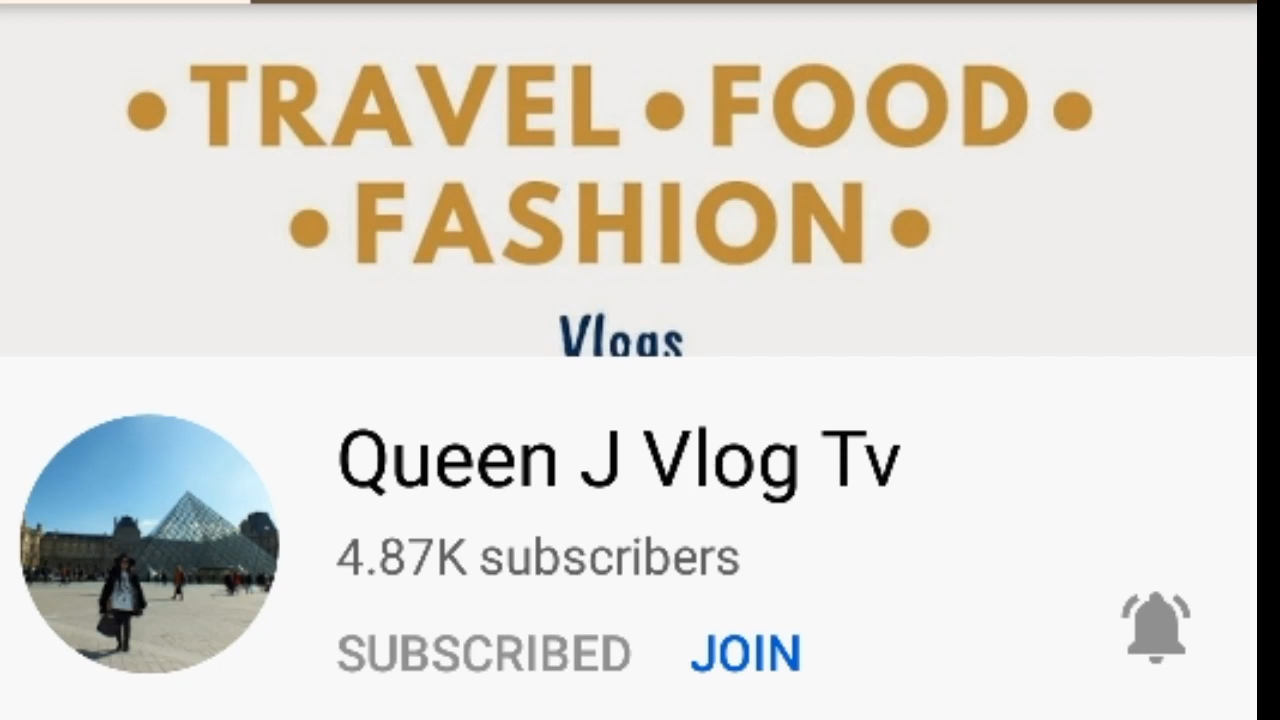 • TRAVEL • FOOD •
• FASHION •
Vlogs
Queen J Vlog Tv
4.87K subscribers
SUBSCRIBED JOIN